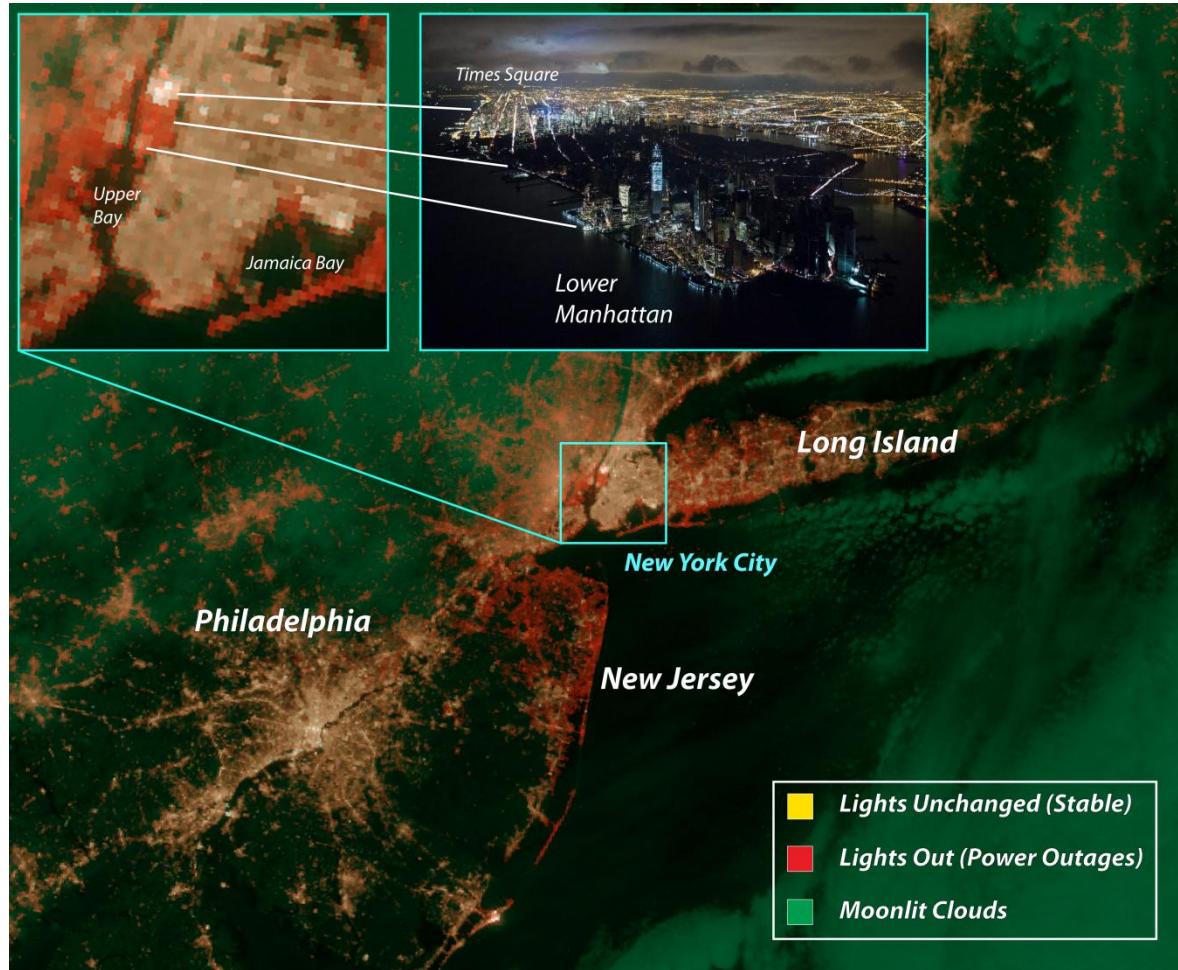 Times Square
Upper
Bay
Jamaica Bay
Lower
Manhattan
Long Island
New York City
Philadelphia
New Jersey
Lights Unchanged (Stable)
Lights Out (Power Outages)
Moonlit Clouds